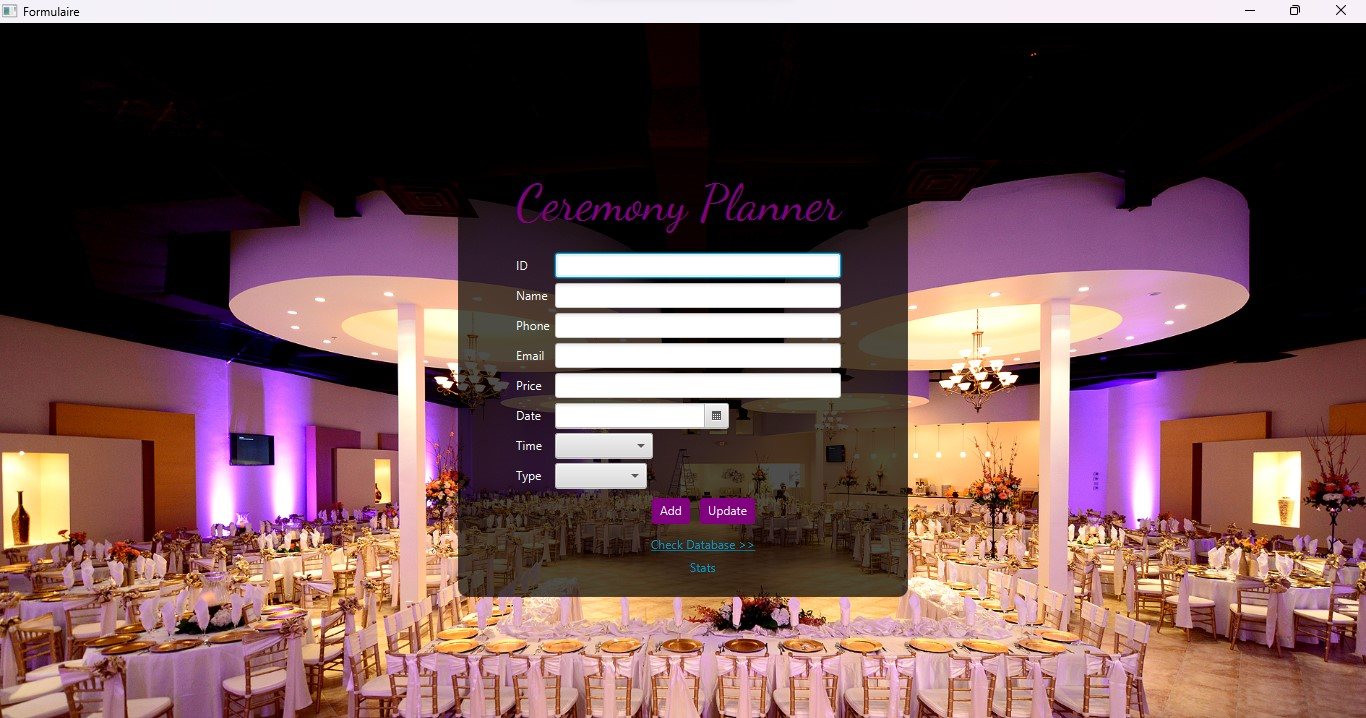 Formulaire
Ceremony Planner
ID
Name
Phone
Email
Price
Date
Time
Type
Add Update
Check Database >>
Stats